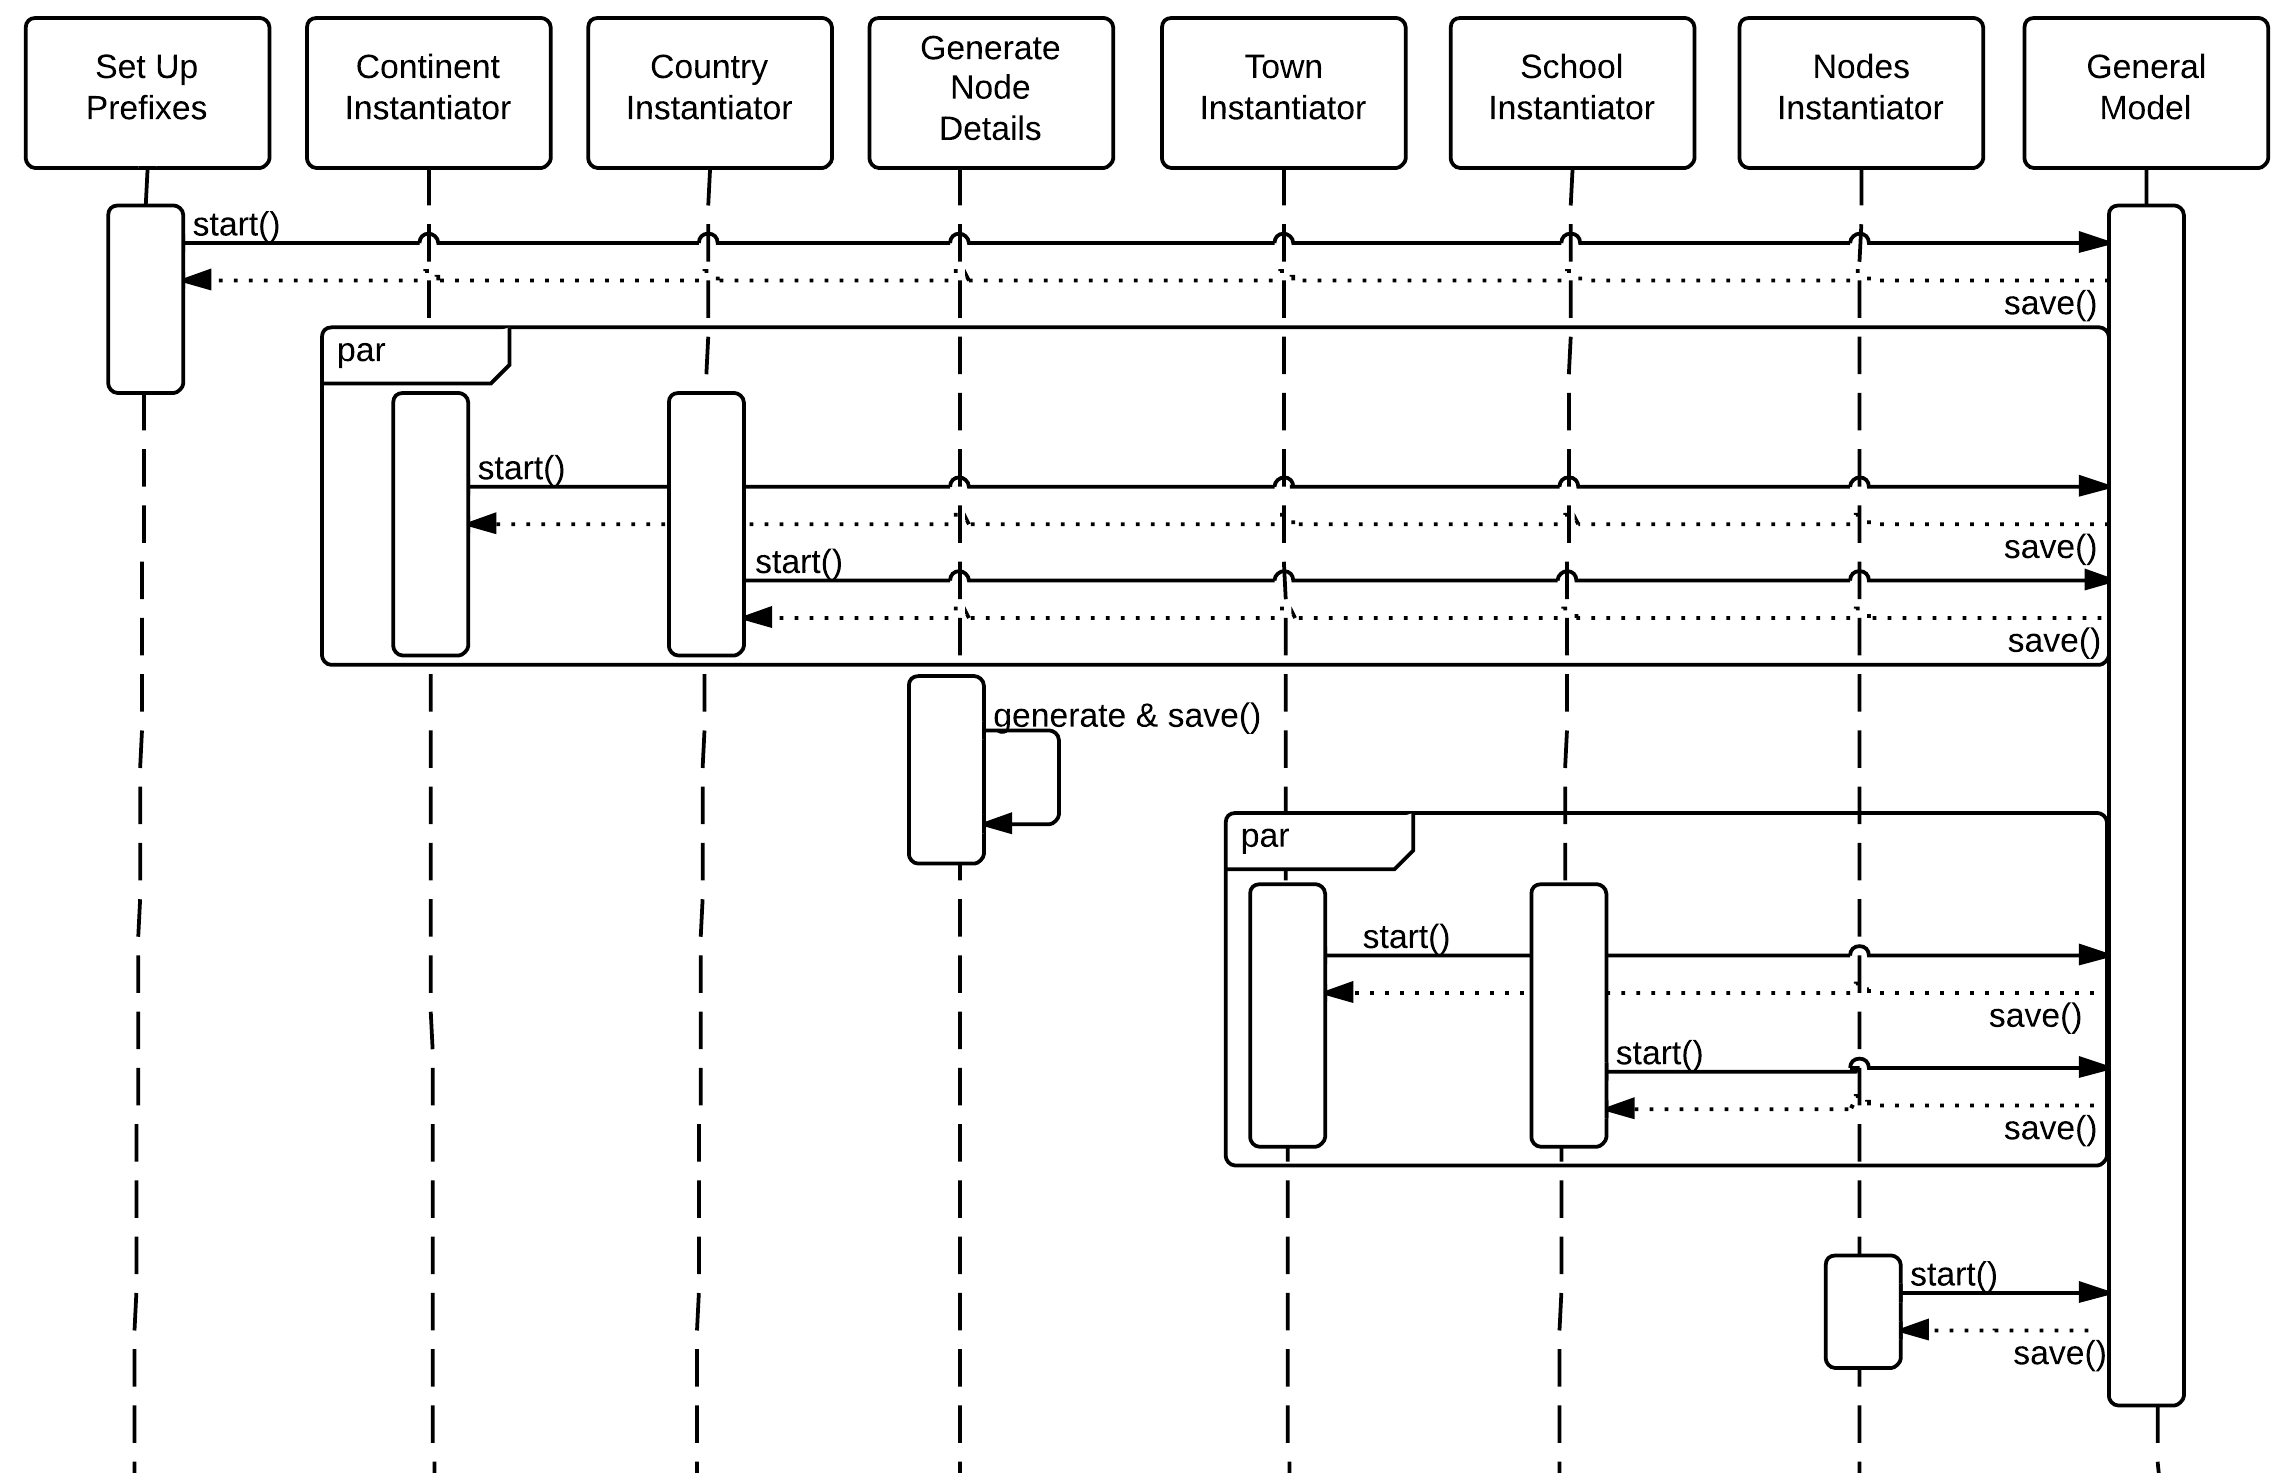 Set Up
Prefixes
Continent
Instantiator
Country
Instantiator
Generate
Node
Details
Town
Instantiator
School
Instantiator
Nodes
Instantiator
General
Model
start()
save()
par
start()
save()
start()
save()
generate & save()
par
start()
save()
start()
save()
start()
save()